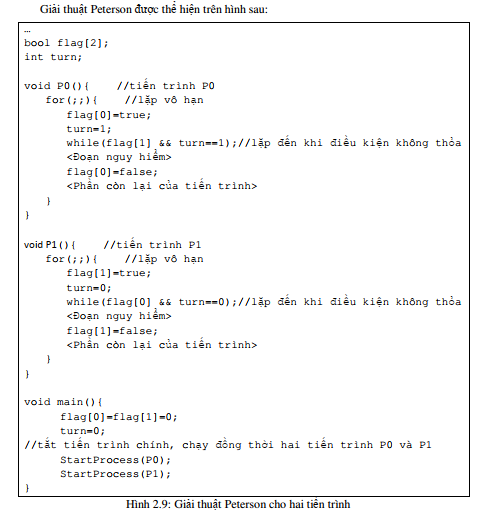 Giải thuật Peterson được thể hiện trên hình sau:
…
bool flag[2];
int turn;
void P0(){ //tiến trình P0
for(;;){ //lặp vô hạn
flag[0]=true;
turn=1;
while(flag[1] && turn==1);//lặp đến khi điều kiện không thỏa
<Đoạn nguy hiểm>
flag[0]=false;
<Phần còn lại của tiến trình>
}
}
void P1(){ //tiến trình P1
for(;;){ //lặp vô hạn
flag[1]=true;
turn=0;
while(flag[0] && turn==0);//lặp đến khi điều kiện không thỏa
<Đoạn nguy hiểm>
flag[1]=false;
<Phần còn lại của tiến trình>
}
}
void main(){
flag[0]=flag[1]=0;
turn=0;
//tắt tiến trình chính, chạy đồng thời hai tiến trình P0 và P1
StartProcess(P0);
StartProcess(P1);
}
Hình 2.9: Giải thuật Peterson cho hai tiến trình